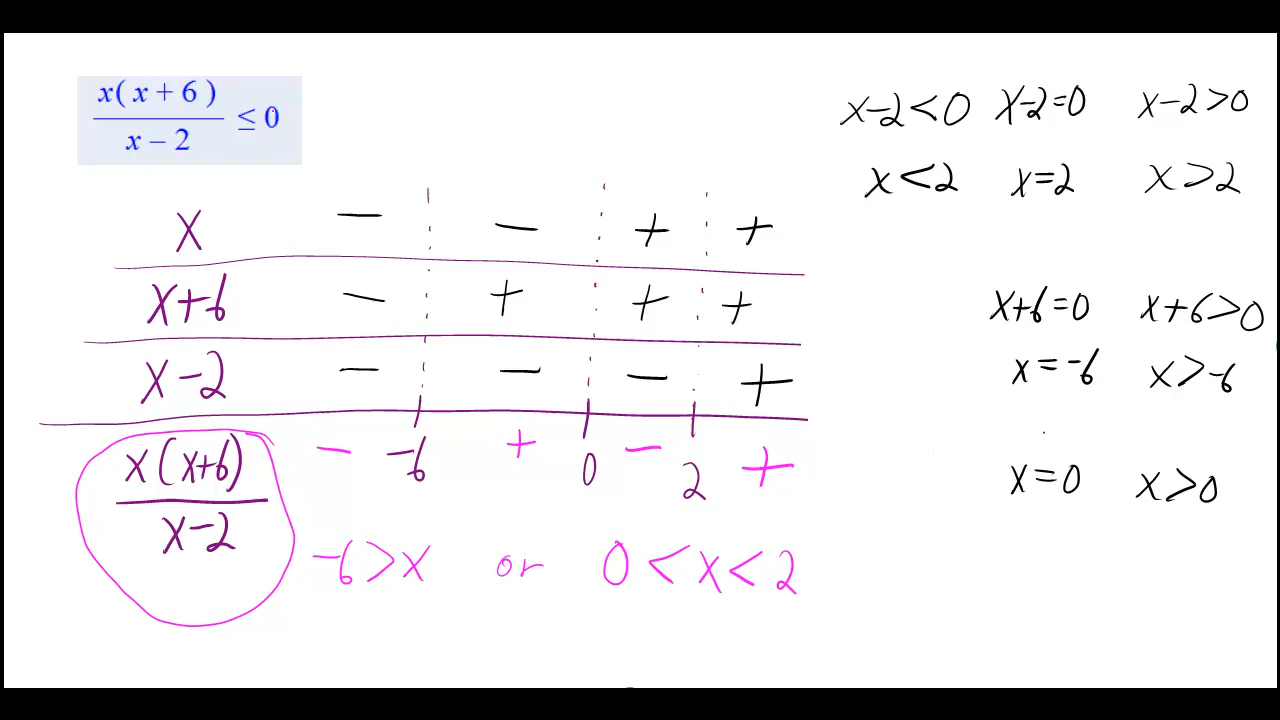 x(x + 6)
x – 2
≤ 0
x-2<0 x-2=0 x-2>0
x<2 x=2 x>2
x - - + +
x+6 - + + +
x+6=0 x+6>0
x-2 - - - +
x=-6 x>-6
x(x+6)
x-2
- -6 + 0 - 2 +
x=0 x>0
-6>x or 0<x<2